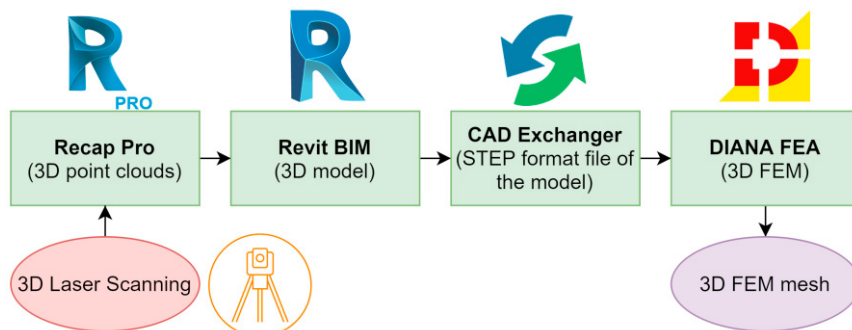 PRO
Recap Pro
(3D point clouds)
Revit BIM
(3D model)
CAD Exchanger
(STEP format file of
the model)
DIANA FEA
(3D FEM)
3D Laser Scanning
3D FEM mesh